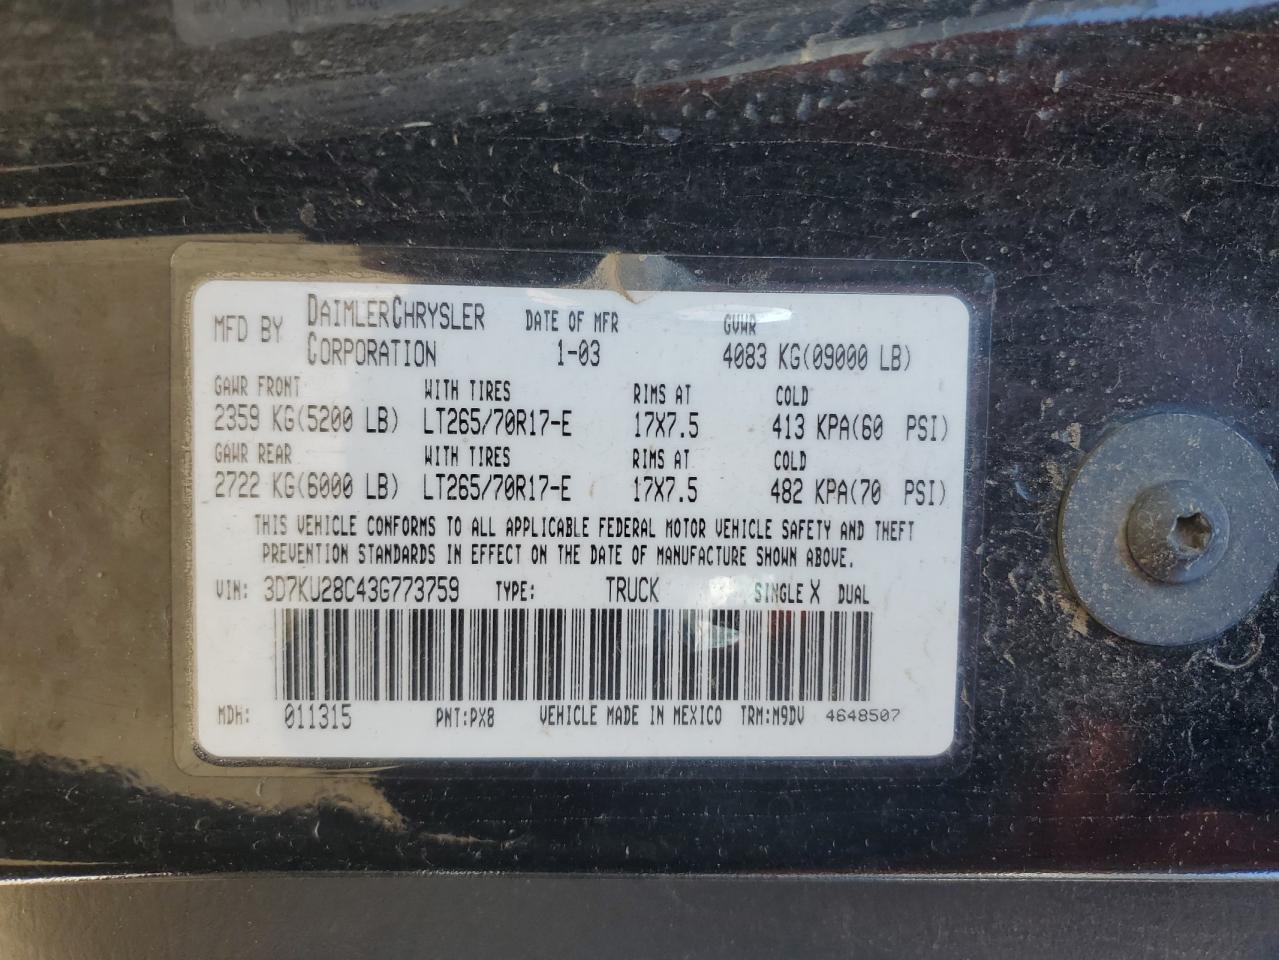 MFD BY DAIMLERCHRYSLER CORPORATION DATE OF MFR 1-03 GVWR 4083 KG(09000 LB)
GAWR FRONT WITH TIRES RIMS AT COLD
2359 KG(5200 LB) LT265/70R17-E 17X7.5 413 KPA(60 PSI)
GAWR REAR WITH TIRES RIMS AT COLD
2722 KG(6000 LB) LT265/70R17-E 17X7.5 482 KPA(70 PSI)
THIS VEHICLE CONFORMS TO ALL APPLICABLE FEDERAL MOTOR VEHICLE SAFETY AND THEFT
PREVENTION STANDARDS IN EFFECT ON THE DATE OF MANUFACTURE SHOWN ABOVE.
VIN: 3D7KU28C43G773759 TYPE: TRUCK SINGLE X DUAL
MDH: 011315 PNT:PX8 VEHICLE MADE IN MEXICO TRM:M9DV 4648507